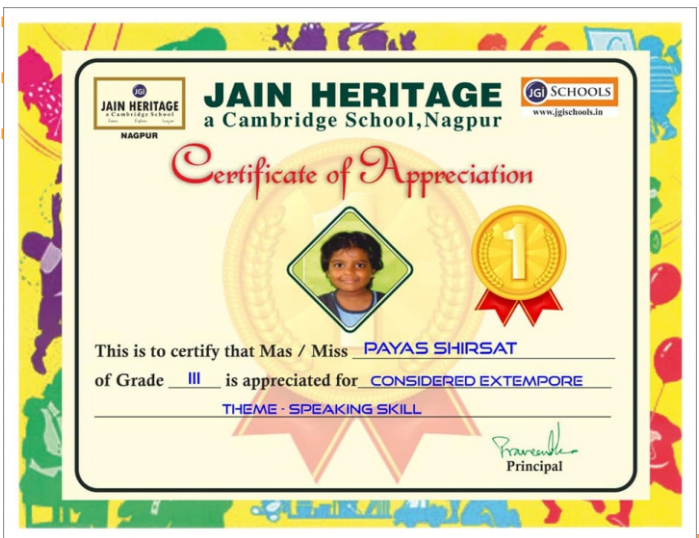 JGI
JAIN HERITAGE
a Cambridge School
NAGPUR
JAIN HERITAGE
a Cambridge School,Nagpur
JGI SCHOOLS
www.jgischools.in
Certificate of Appreciation
1
This is to certify that Mas / Miss PAYAS SHIRSAT
of Grade III is appreciated for CONSIDERED EXTEMPORE
THEME - SPEAKING SKILL
Principal